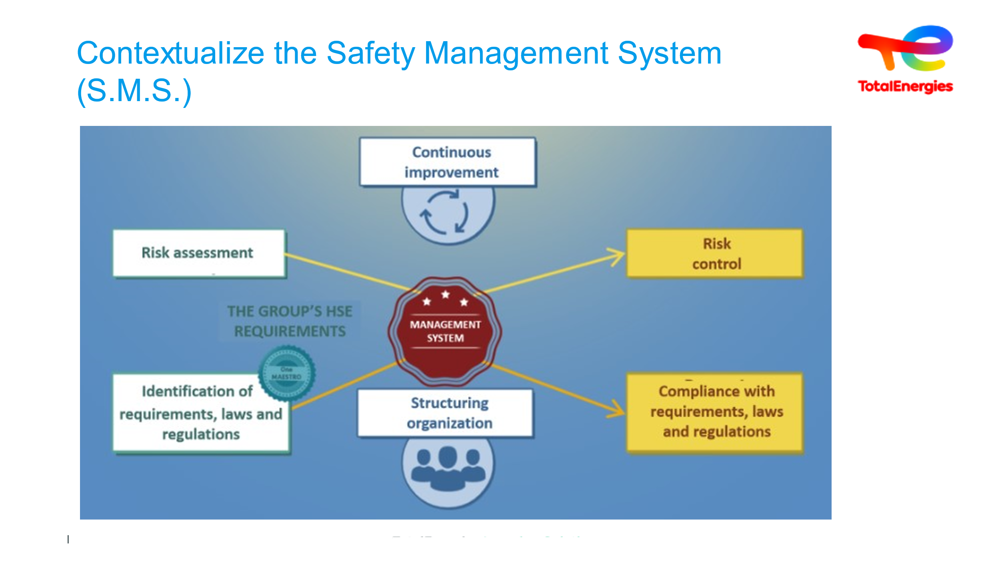 Contextualize the Safety Management System
(S.M.S.)
TotalEnergies
Continuous
improvement
Risk assessment
Risk
control
THE GROUP'S HSE
REQUIREMENTS
MANAGEMENT
SYSTEM
One
MAESTRO
Identification of
requirements, laws and
regulations
Structuring
organization
Compliance with
requirements, laws
and regulations
|